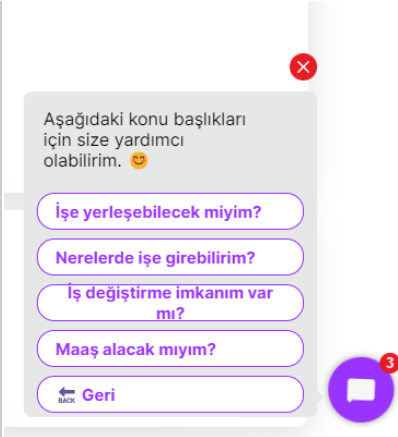 Aşağıdaki konu başlıkları
için size yardımcı
olabilirim. 😊
İşe yerleşebilecek miyim?
Nerelerde işe girebilirim?
İş değiştirme imkanım var
mı?
Maaş alacak mıyım?
🔙 Geri
3